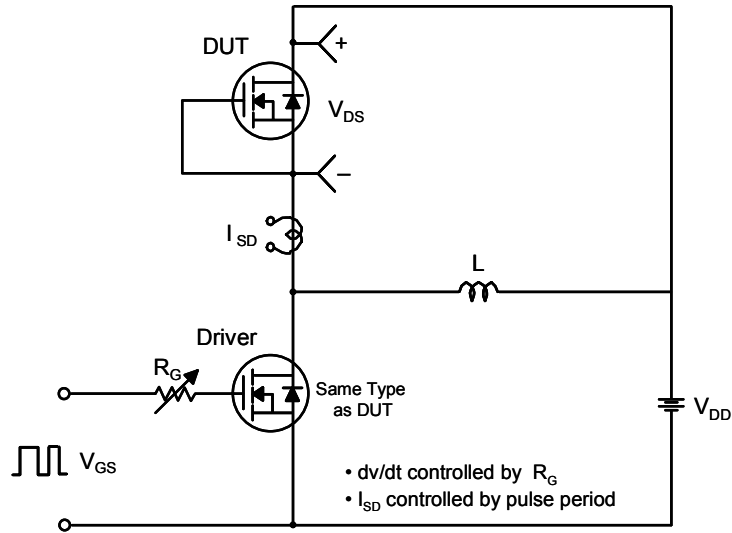 DUT
+
V_DS
−
I_SD
L
Driver
R_G
Same Type
as DUT
V_DD
V_GS
• dv/dt controlled by R_G
• I_SD controlled by pulse period